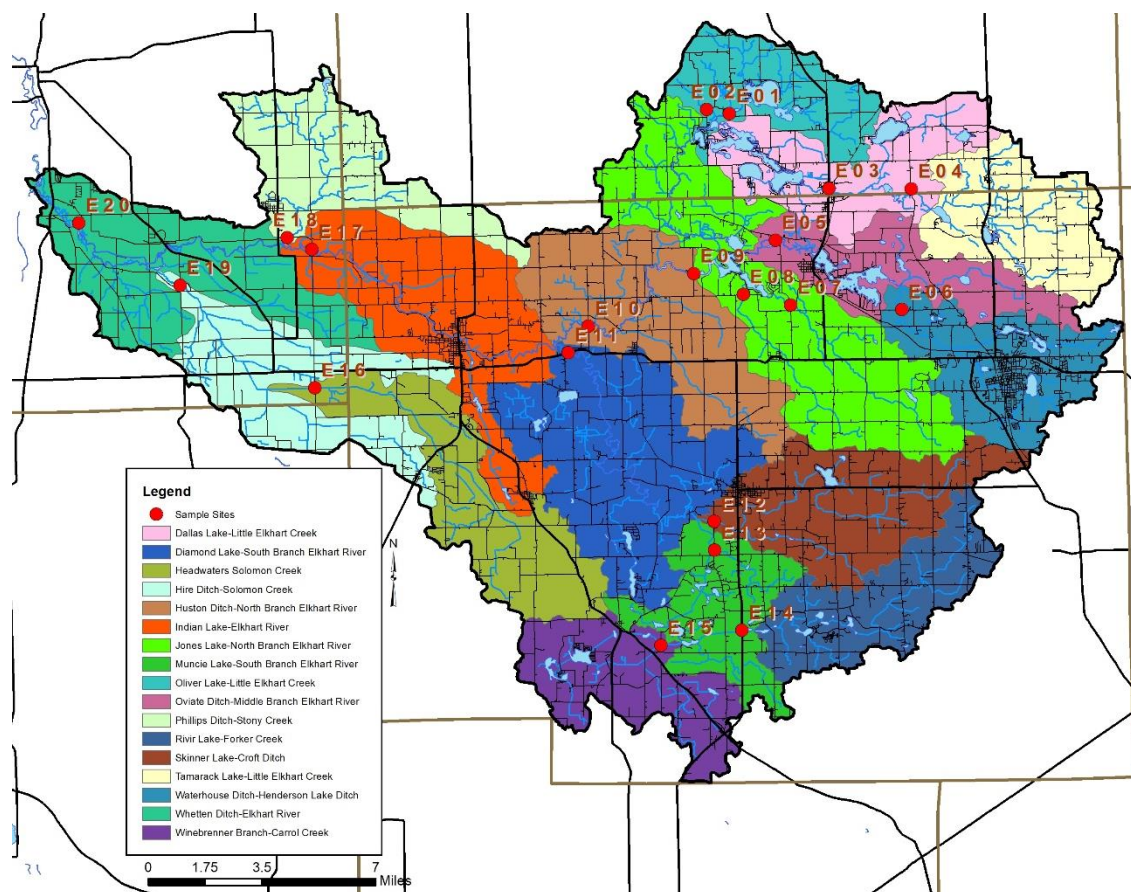 E02 E01
E03 E04
E20 E18 E17 E05
E19 E09 E08 E07 E06
E10
E11
E16
Legend
Sample Sites
Dallas Lake-Little Elkhart Creek
Diamond Lake-South Branch Elkhart River
Headwaters Solomon Creek
Hire Ditch-Solomon Creek
Huston Ditch-North Branch Elkhart River
Indian Lake-Elkhart River
Jones Lake-North Branch Elkhart River
Muncie Lake-South Branch Elkhart River
Oliver Lake-Little Elkhart Creek
Oviate Ditch-Middle Branch Elkhart River
Phillips Ditch-Stony Creek
Rivir Lake-Forker Creek
Skinner Lake-Croft Ditch
Tamarack Lake-Little Elkhart Creek
Waterhouse Ditch-Henderson Lake Ditch
Whetten Ditch-Elkhart River
Winebrenner Branch-Carrol Creek
N
E12
E13
E14
E15
0 1.75 3.5 7
Miles